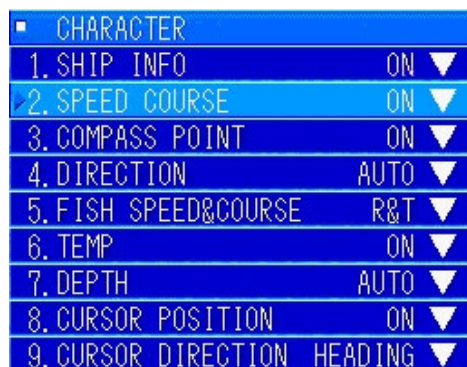 CHARACTER
1. SHIP INFO ON
2. SPEED COURSE ON
3. COMPASS POINT ON
4. DIRECTION AUTO
5. FISH SPEED&COURSE R&T
6. TEMP ON
7. DEPTH AUTO
8. CURSOR POSITION ON
9. CURSOR DIRECTION HEADING